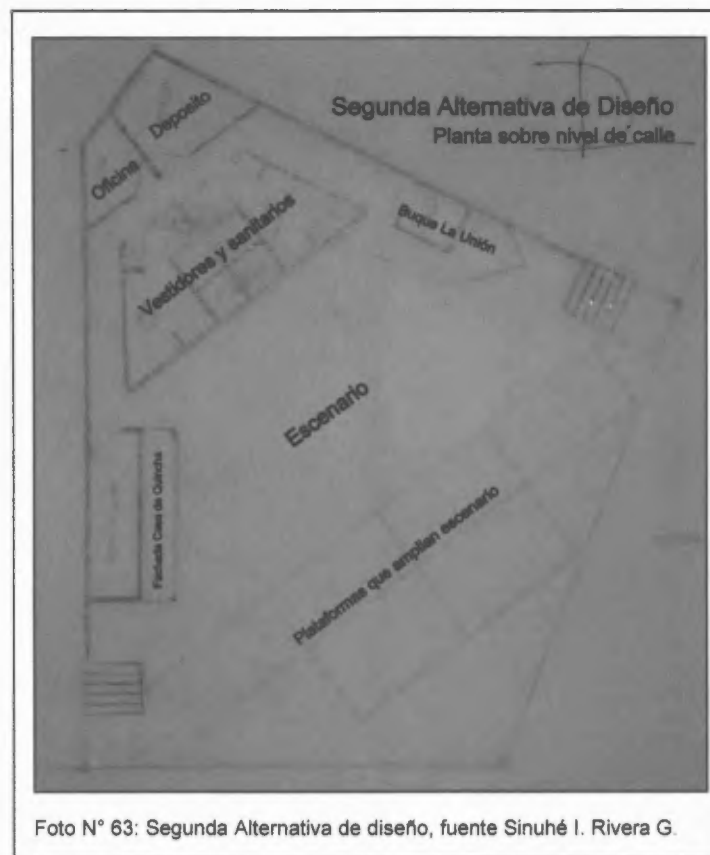 Segunda Alternativa de Diseño
Planta sobre nivel de calle
Deposito
Oficina
Vestidores y sanitarios
Buque La Unión
Escenario
Fachada Casa de Quincha
Plataformas que amplian escenario
Foto N° 63: Segunda Alternativa de diseño, fuente Sinuhé I. Rivera G.